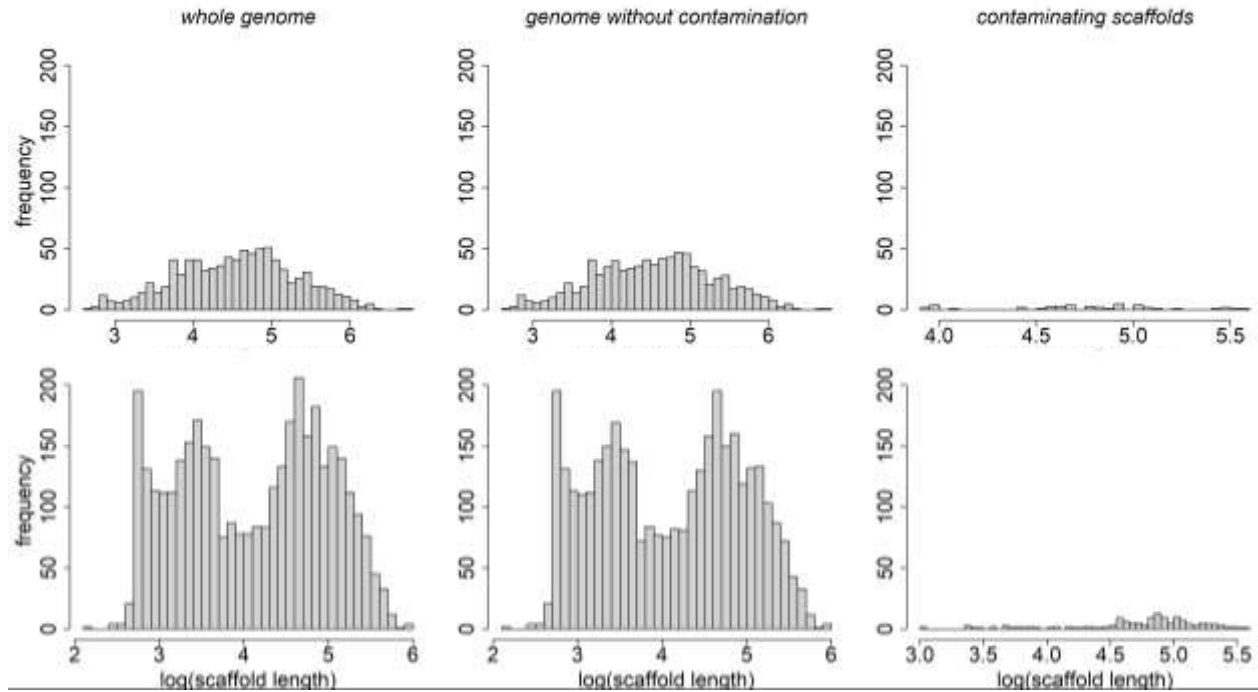 whole genome genome without contamination contaminating scaffolds
200 200 200
150 150 150
frequency
100 100 100
50 50 50
0 0 0
3 4 5 6 3 4 5 6 4.0 4.5 5.0 5.5
200 200 200
150 150 150
frequency
100 100 100
50 50 50
0 0 0
2 3 4 5 6 2 3 4 5 6 3.0 3.5 4.0 4.5 5.0 5.5
log(scaffold length) log(scaffold length) log(scaffold length)